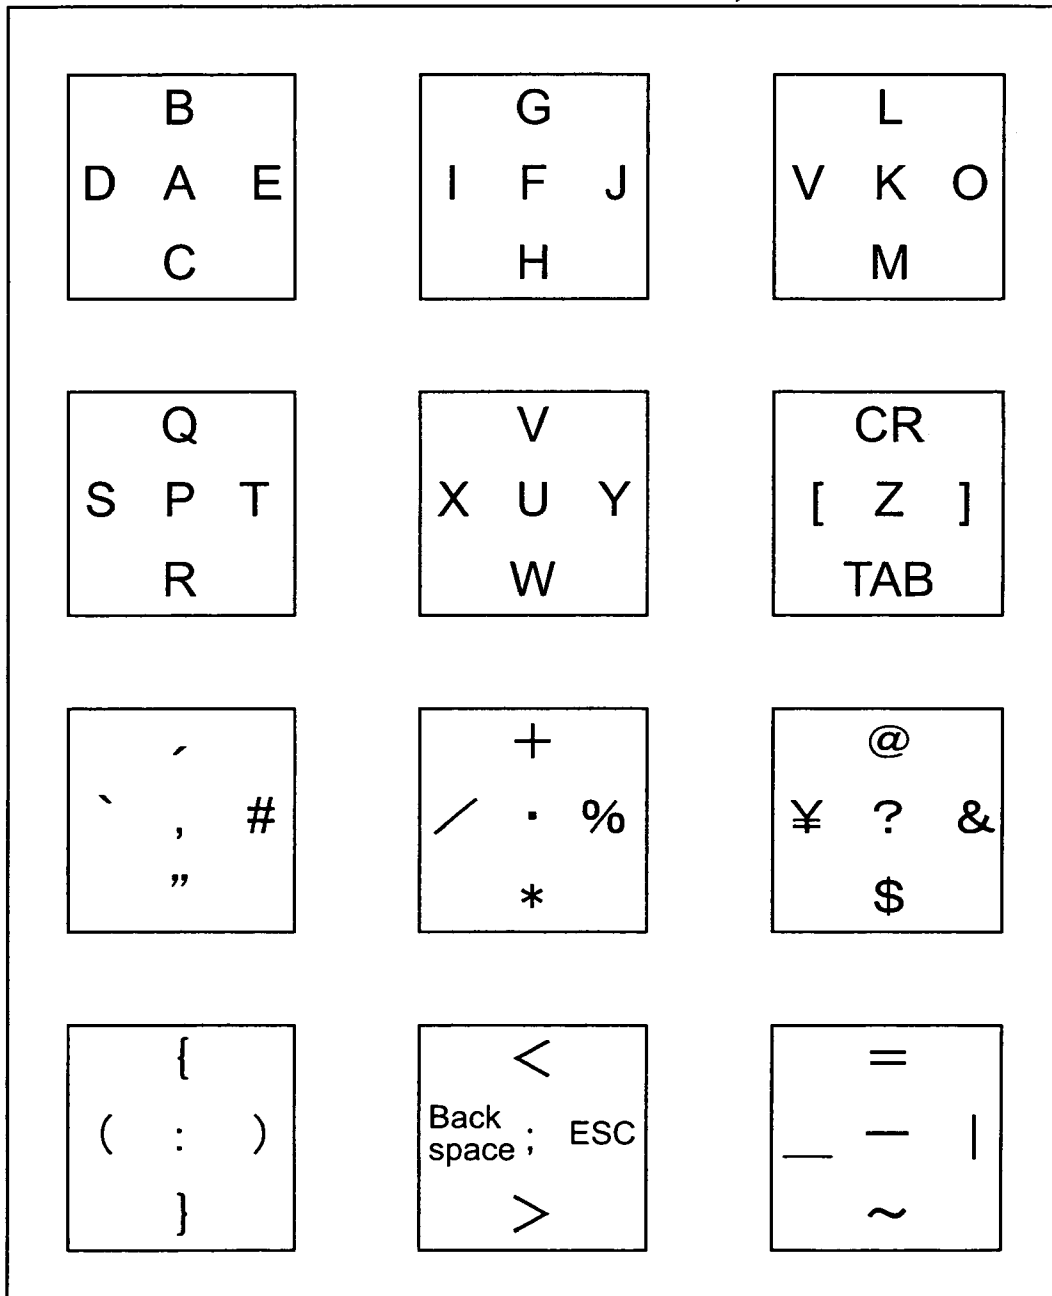 B
D A E
C
G
I F J
H
L
V K O
M
Q
S P T
R
V
X U Y
W
CR
[ Z ]
TAB
´
` , #
”
+
／ . %
*
@
¥ ? &
$
{
( : )
}
<
Back space ; ESC
>
=
_ － |
~